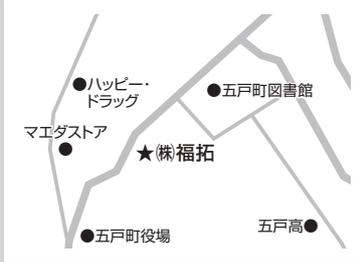 ●ハッピー・
ドラッグ
●五戸町図書館
マエダストア
●
★㈱福拓
五戸高●
●五戸町役場